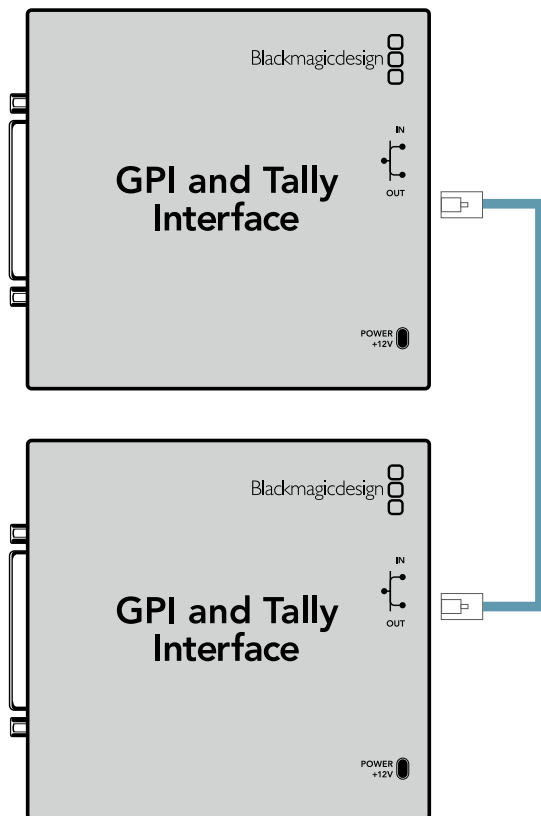 Blackmagicdesign
IN
OUT
GPI and Tally
Interface
POWER
+12V
Blackmagicdesign
IN
OUT
GPI and Tally
Interface
POWER
+12V